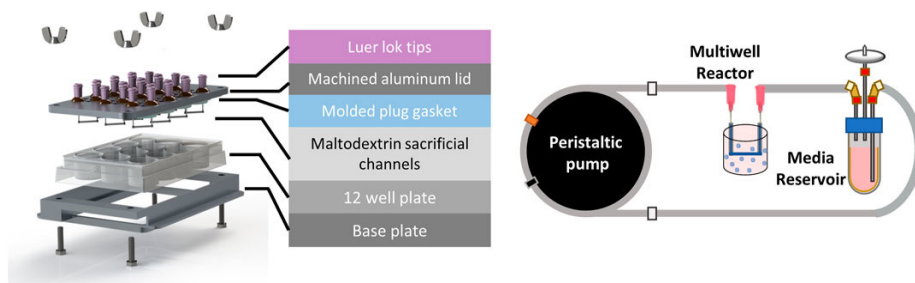 Luer lok tips
Machined aluminum lid
Molded plug gasket
Maltodextrin sacrificial
channels
12 well plate
Base plate
Multiwell
Reactor
Peristaltic
pump
Media
Reservoir